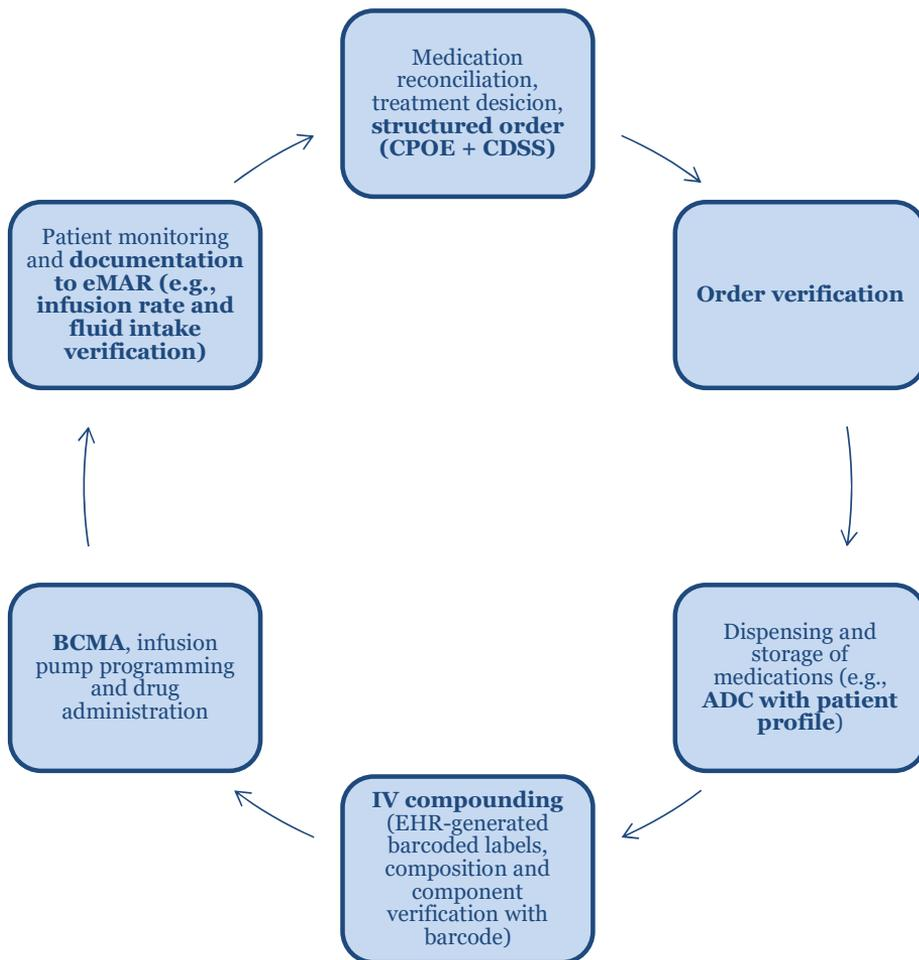 Medication
reconciliation,
treatment desicion,
structured order
(CPOE + CDSS)
Order verification
Dispensing and
storage of
medications (e.g.,
ADC with patient
profile)
IV compounding
(EHR-generated
barcoded labels,
composition and
component
verification with
barcode)
BCMA, infusion
pump programming
and drug
administration
Patient monitoring
and documentation
to eMAR (e.g.,
infusion rate and
fluid intake
verification)